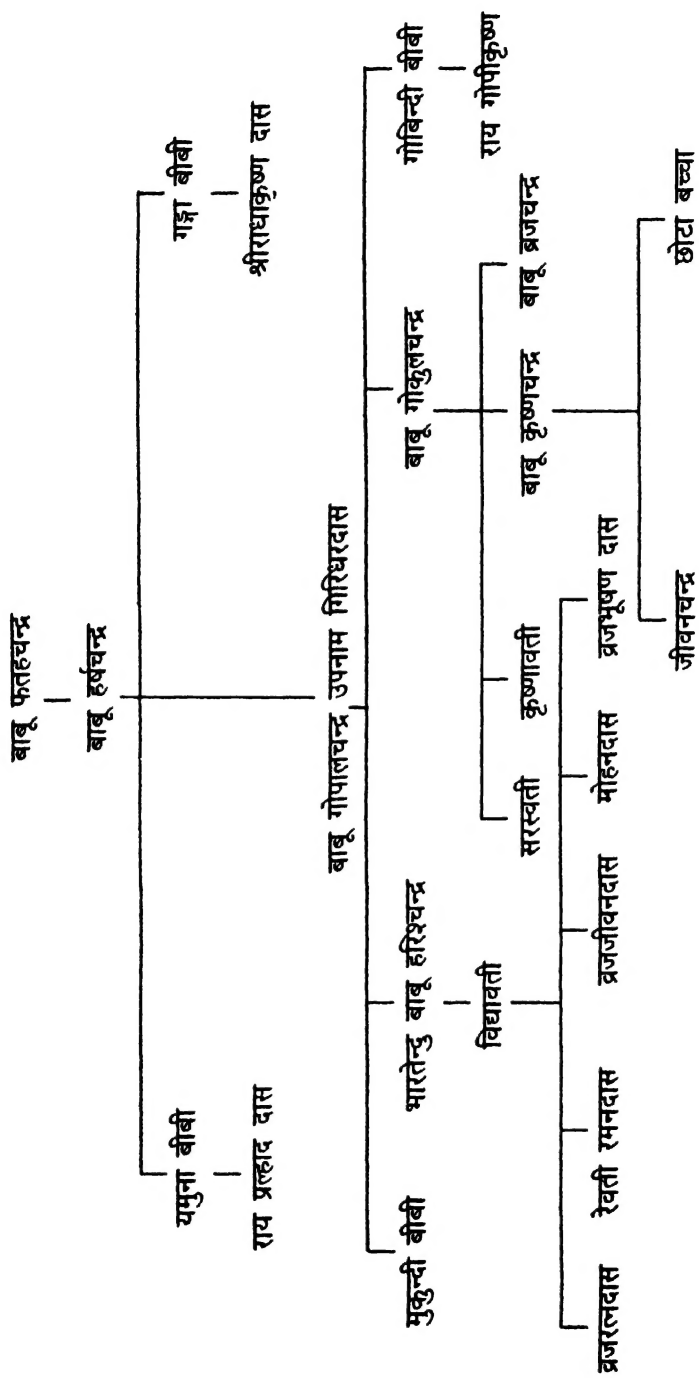 बाबू फतहचन्द्र
बाबू हर्षचन्द्र
यमुना बीबी गङ्गा बीबी
राय प्रल्हाद दास श्रीराधाकृष्ण दास
बाबू गोपालचन्द्र उपनाम गिरिधरदास
मुकुन्दी बीबी भारतेन्दु बाबू हरिश्चन्द्र बाबू गोकुलचन्द्र गोबिन्दी बीबी
विद्यावती राय गोपीकृष्ण
सरस्वती कृष्णावती बाबू कृष्णचन्द्र बाबू ब्रजचन्द्र
व्रजरत्नदास रेवती रमनदास व्रजजीवनदास मोहनदास व्रजभूषण दास
जीवनचन्द्र छोटा बच्चा